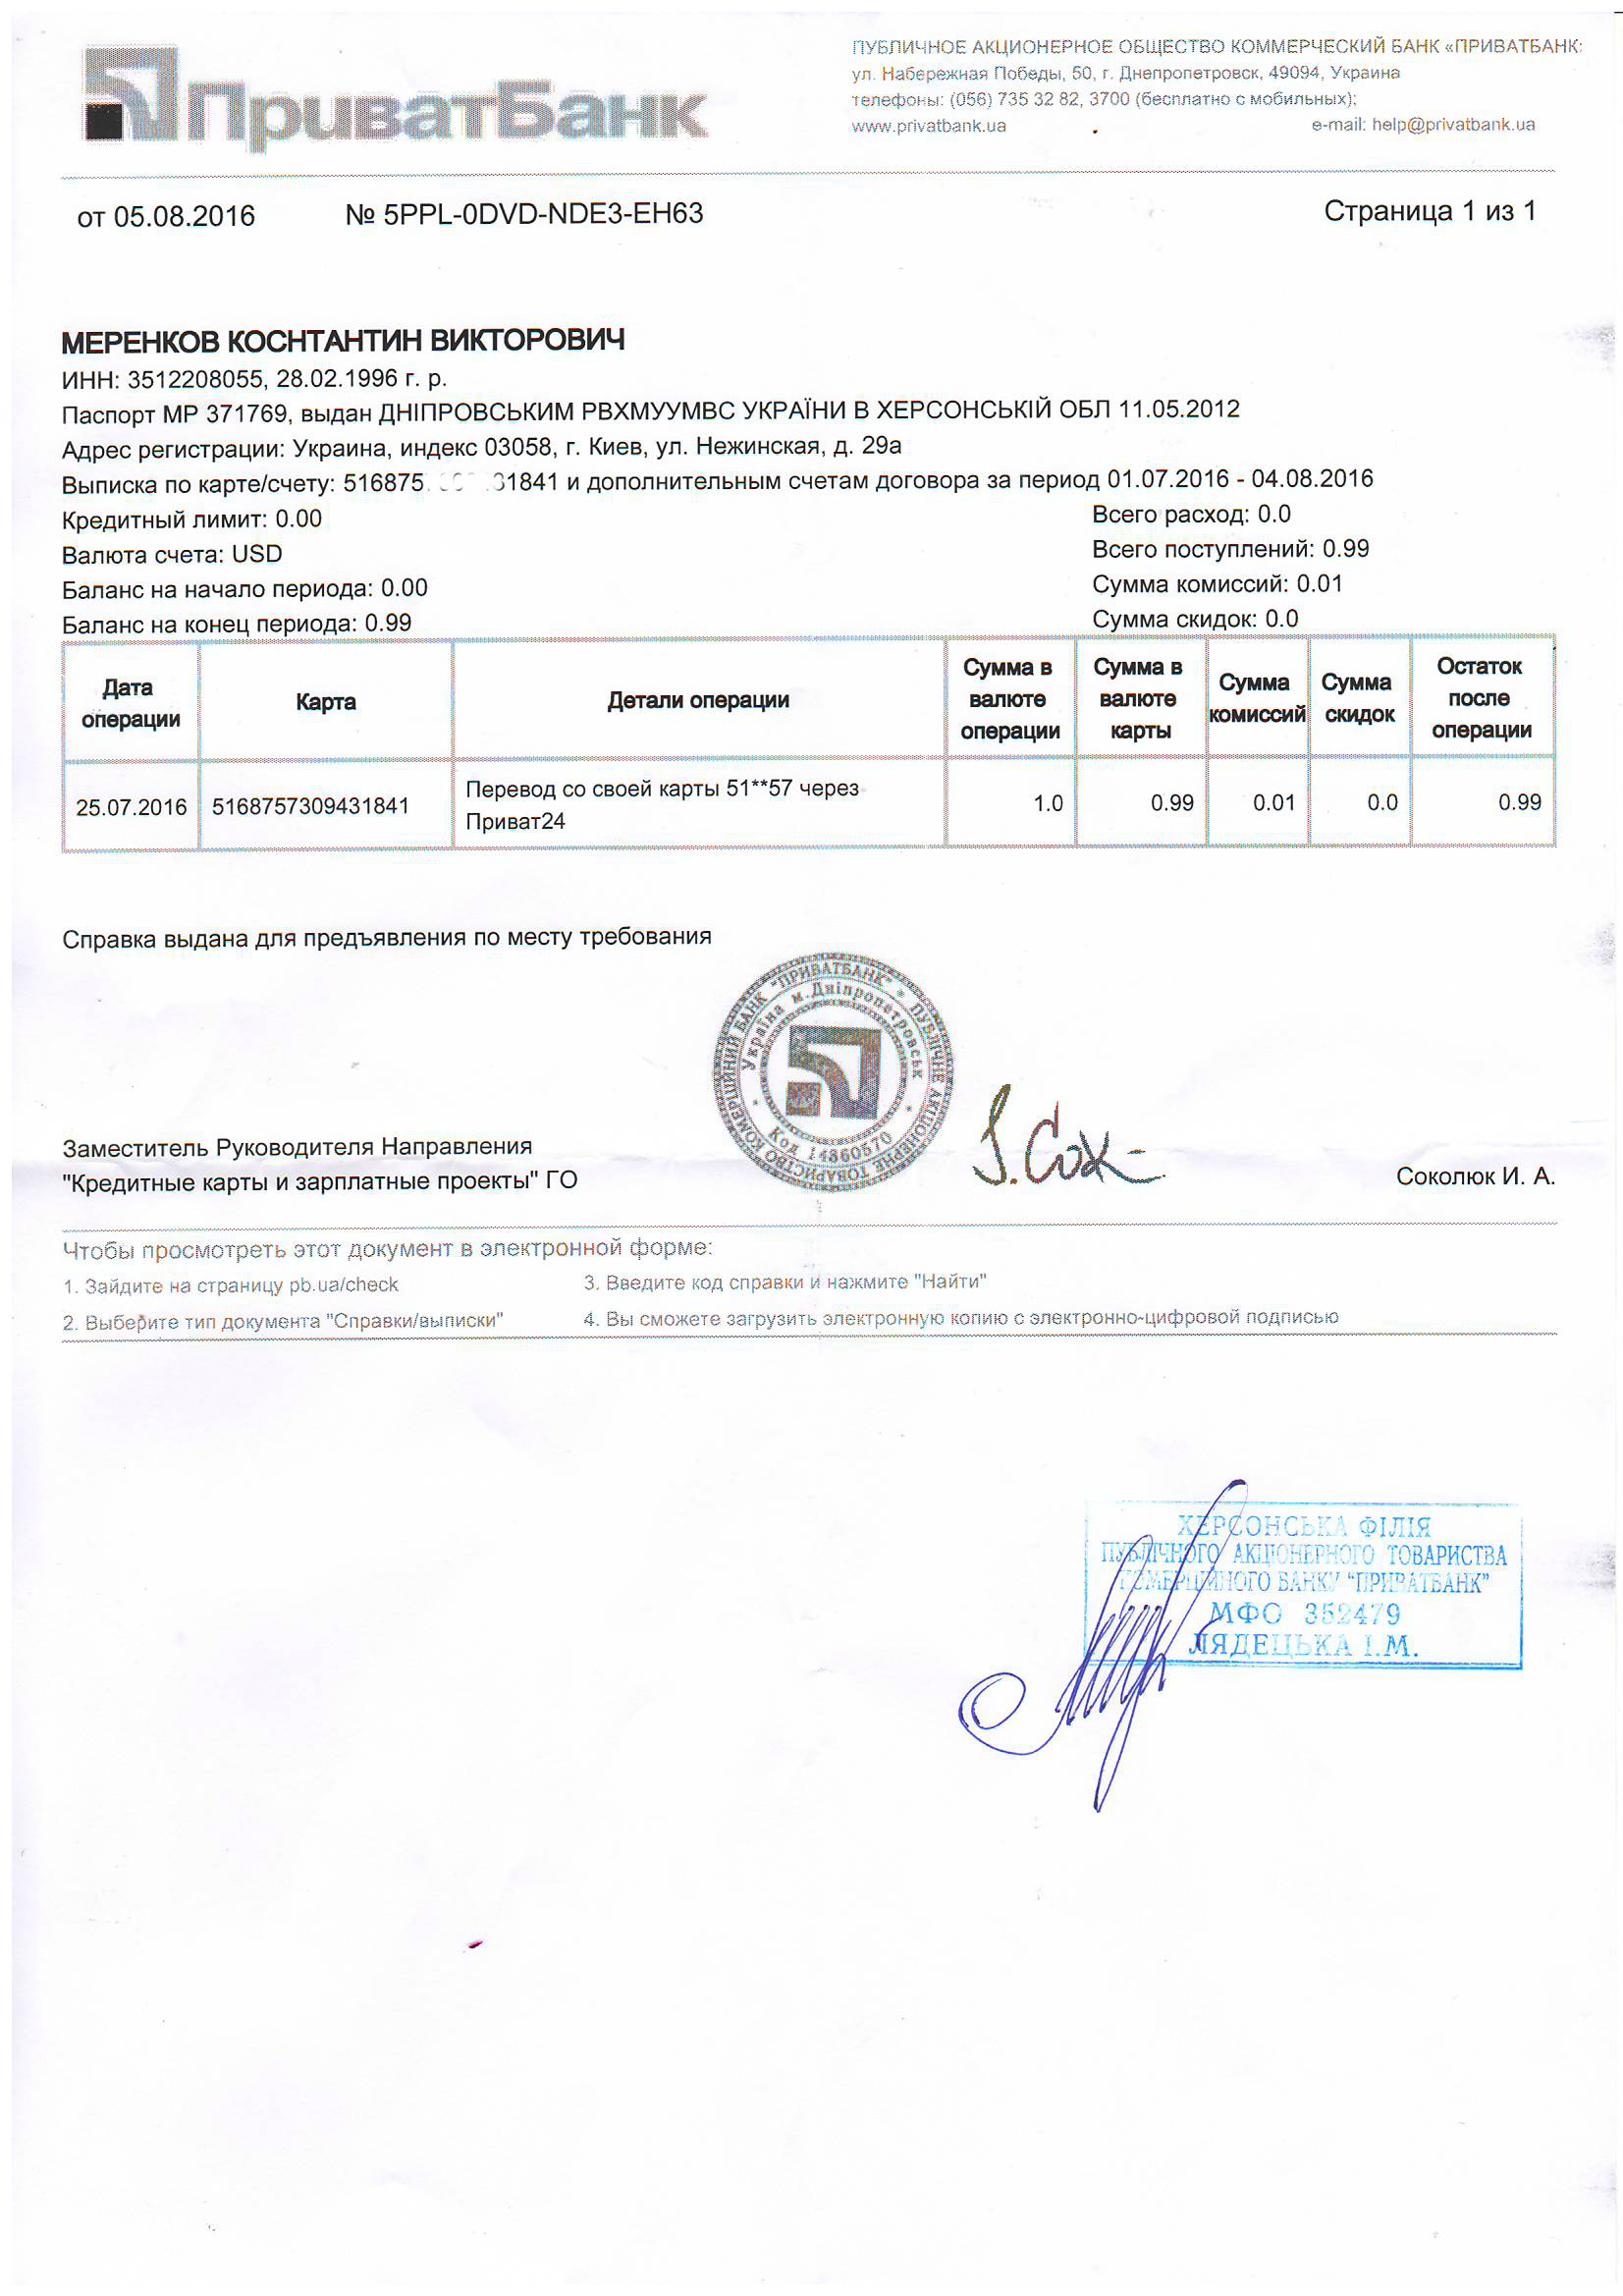 ПриватБанк
ПУБЛИЧНОЕ АКЦИОНЕРНОЕ ОБЩЕСТВО КОММЕРЧЕСКИЙ БАНК «ПРИВАТБАНК:
ул. Набережная Победы, 50, г. Днепропетровск, 49094, Украина
телефоны: (056) 735 32 82, 3700 (бесплатно с мобильных);
www.privatbank.ua e-mail: help@privatbank.ua
от 05.08.2016 № 5PPL-0DVD-NDE3-EH63 Страница 1 из 1
МЕРЕНКОВ КОСНТАНТИН ВИКТОРОВИЧ
ИНН: 3512208055, 28.02.1996 г. р.
Паспорт МР 371769, выдан ДНІПРОВСЬКИМ РВХМУУМВС УКРАЇНИ В ХЕРСОНСЬКІЙ ОБЛ 11.05.2012
Адрес регистрации: Украина, индекс 03058, г. Киев, ул. Нежинская, д. 29а
Выписка по карте/счету: 516875 31841 и дополнительным счетам договора за период 01.07.2016 - 04.08.2016
Кредитный лимит: 0.00
Валюта счета: USD
Баланс на начало периода: 0.00
Баланс на конец периода: 0.99
Всего расход: 0.0
Всего поступлений: 0.99
Сумма комиссий: 0.01
Сумма скидок: 0.0
Дата операции Карта Детали операции Сумма в валюте операции Сумма в валюте карты Сумма комиссий Сумма скидок Остаток после операции
25.07.2016 5168757309431841 Перевод со своей карты 51**57 через Приват24 1.0 0.99 0.01 0.0 0.99
Справка выдана для предъявления по месту требования
ПУБЛІЧНЕ АКЦІОНЕРНЕ ТОВАРИСТВО КОМЕРЦІЙНИЙ БАНК "ПРИВАТБАНК"
Україна м.Дніпропетровськ
Код 14360570
Заместитель Руководителя Направления
"Кредитные карты и зарплатные проекты" ГО
Соколюк И. А.
Чтобы просмотреть этот документ в электронной форме:
1. Зайдите на страницу pb.ua/check
2. Выберите тип документа "Справки/выписки"
3. Введите код справки и нажмите "Найти"
4. Вы сможете загрузить электронную копию с электронно-цифровой подписью
ХЕРСОНСЬКА ФІЛІЯ
ПУБЛІЧНОГО АКЦІОНЕРНОГО ТОВАРИСТВА
КОМЕРЦІЙНОГО БАНКУ "ПРИВАТБАНК"
МФО 352479
ЛЯДЕЦЬКА І.М.